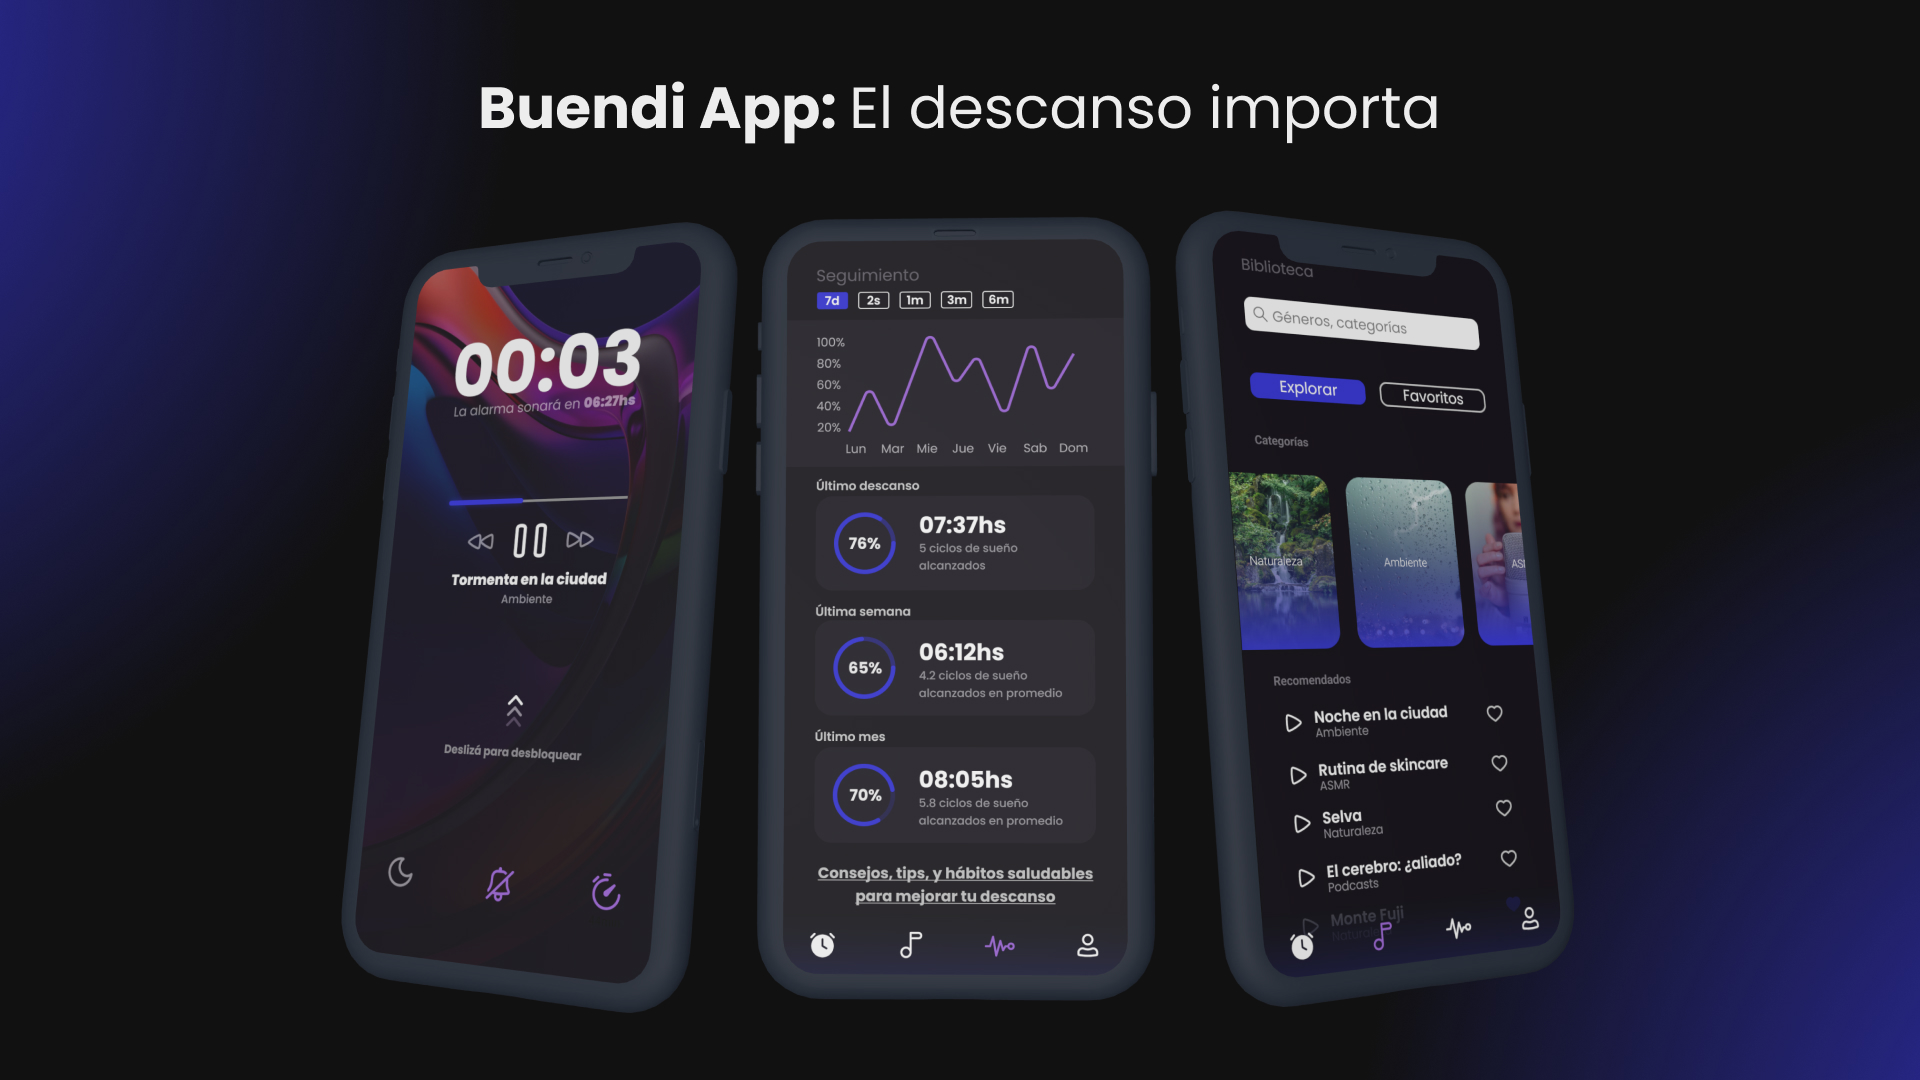 Buendi App: El descanso importa
00:03
La alarma sonará en 06:27hs
Tormenta en la ciudad
Ambiente
Deslizá para desbloquear
Seguimiento
7d 2s 1m 3m 6m
100%
80%
60%
40%
20%
Lun Mar Mie Jue Vie Sab Dom
Último descanso
76%
07:37hs
5 ciclos de sueño
alcanzados
Última semana
65%
06:12hs
4.2 ciclos de sueño
alcanzados en promedio
Último mes
70%
08:05hs
5.8 ciclos de sueño
alcanzados en promedio
Consejos, tips, y hábitos saludables
para mejorar tu descanso
Biblioteca
Géneros, categorías
Explorar Favoritos
Categorías
Naturaleza Ambiente AS
Recomendados
Noche en la ciudad
Ambiente
Rutina de skincare
ASMR
Selva
Naturaleza
El cerebro: ¿aliado?
Podcasts
Monte Fuji